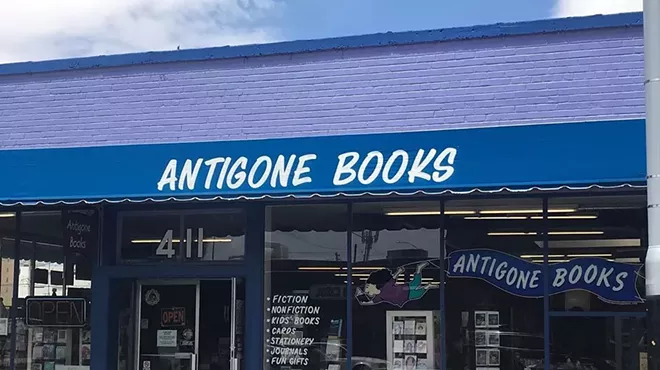 ANTIGONE BOOKS
Antigone
Books
411
ANTIGONE BOOKS
OPEN
OPEN
• FICTION
• NONFICTION
• KIDS' BOOKS
• CARDS
• STATIONERY
• JOURNALS
• FUN GIFTS